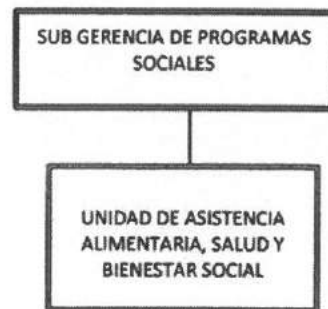 SUB GERENCIA DE PROGRAMAS
SOCIALES
UNIDAD DE ASISTENCIA
ALIMENTARIA, SALUD Y
BIENESTAR SOCIAL